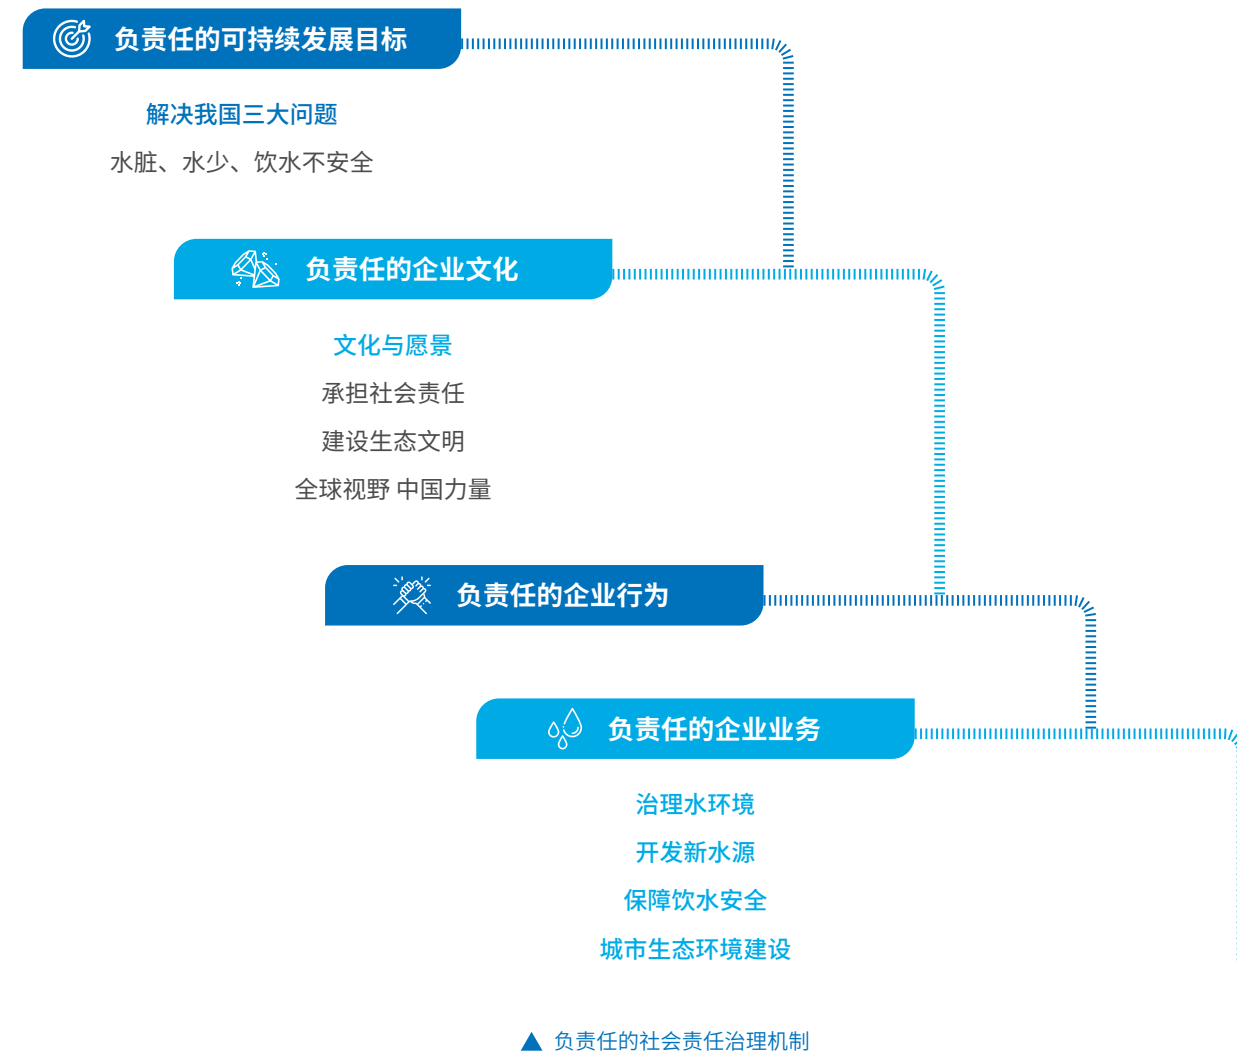 负责任的可持续发展目标
解决我国三大问题
水脏、水少、饮水不安全
负责任的企业文化
文化与愿景
承担社会责任
建设生态文明
全球视野 中国力量
负责任的企业行为
负责任的企业业务
治理水环境
开发新水源
保障饮水安全
城市生态环境建设
▲ 负责任的社会责任治理机制